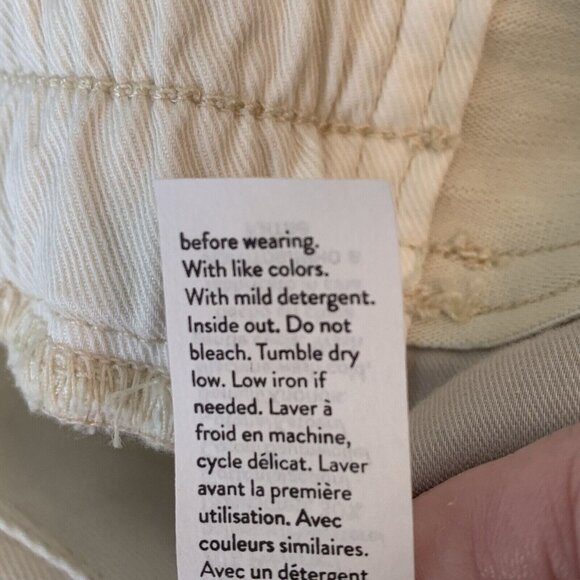 before wearing.
With like colors.
With mild detergent.
Inside out. Do not
bleach. Tumble dry
low. Low iron if
needed. Laver à
froid en machine,
cycle délicat. Laver
avant la première
utilisation. Avec
couleurs similaires.
Avec un détergent